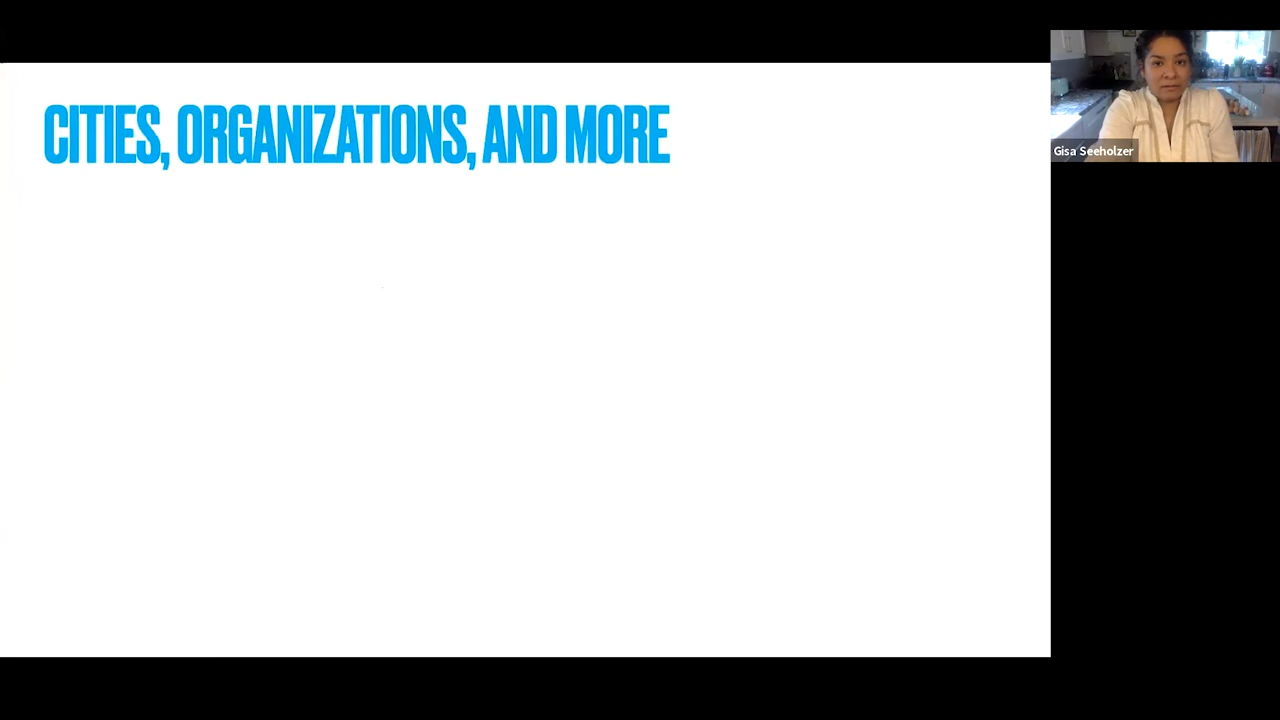 CITIES, ORGANIZATIONS, AND MORE
Gisa Seeholzer